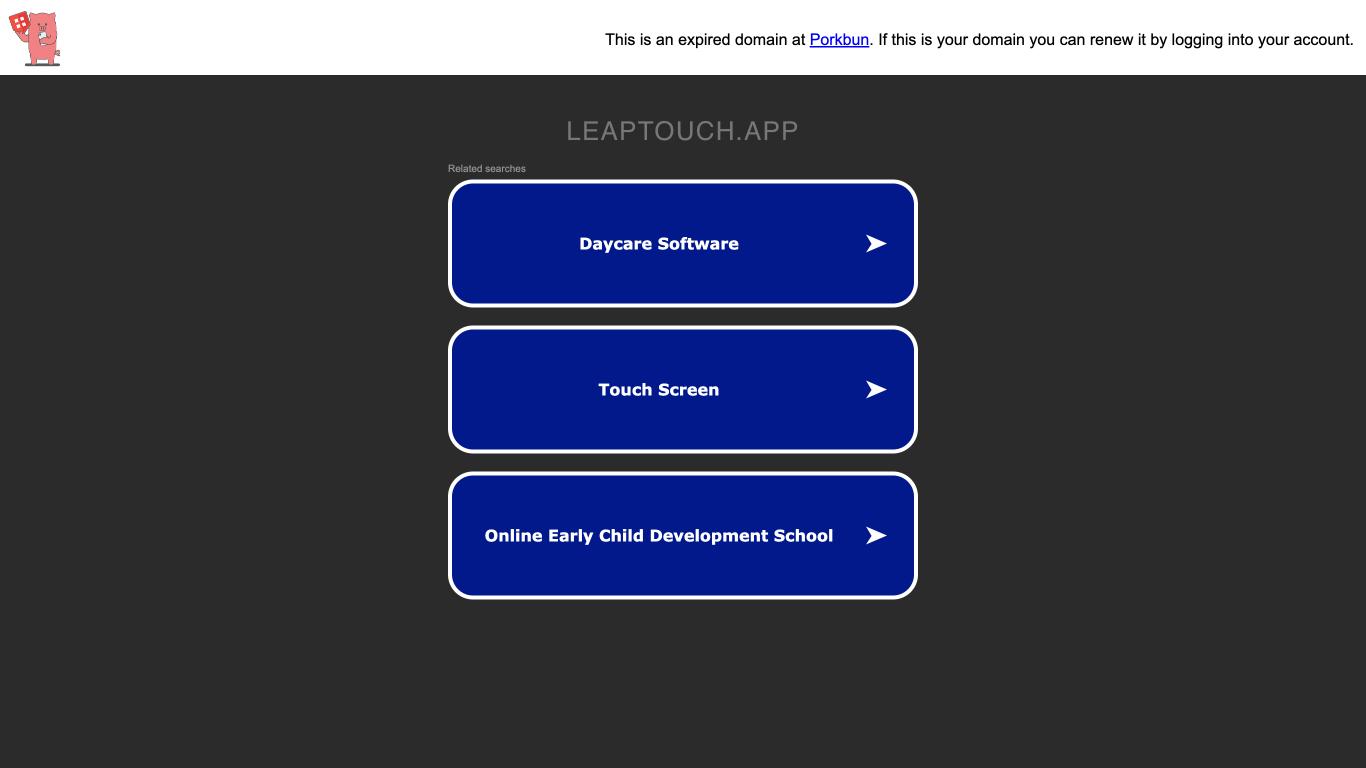 This is an expired domain at Porkbun. If this is your domain you can renew it by logging into your account.
LEAPTOUCH.APP
Related searches
Daycare Software
Touch Screen
Online Early Child Development School